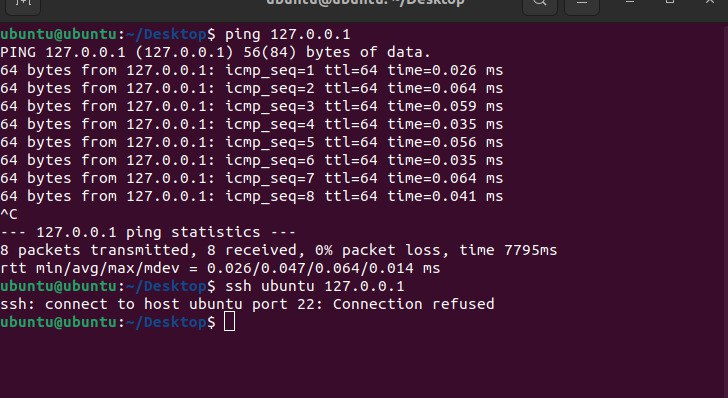 ubuntu@ubuntu: ~/Desktop
ubuntu@ubuntu:~/Desktop$ ping 127.0.0.1
PING 127.0.0.1 (127.0.0.1) 56(84) bytes of data.
64 bytes from 127.0.0.1: icmp_seq=1 ttl=64 time=0.026 ms
64 bytes from 127.0.0.1: icmp_seq=2 ttl=64 time=0.064 ms
64 bytes from 127.0.0.1: icmp_seq=3 ttl=64 time=0.059 ms
64 bytes from 127.0.0.1: icmp_seq=4 ttl=64 time=0.035 ms
64 bytes from 127.0.0.1: icmp_seq=5 ttl=64 time=0.056 ms
64 bytes from 127.0.0.1: icmp_seq=6 ttl=64 time=0.035 ms
64 bytes from 127.0.0.1: icmp_seq=7 ttl=64 time=0.064 ms
64 bytes from 127.0.0.1: icmp_seq=8 ttl=64 time=0.041 ms
^C
--- 127.0.0.1 ping statistics ---
8 packets transmitted, 8 received, 0% packet loss, time 7795ms
rtt min/avg/max/mdev = 0.026/0.047/0.064/0.014 ms
ubuntu@ubuntu:~/Desktop$ ssh ubuntu 127.0.0.1
ssh: connect to host ubuntu port 22: Connection refused
ubuntu@ubuntu:~/Desktop$